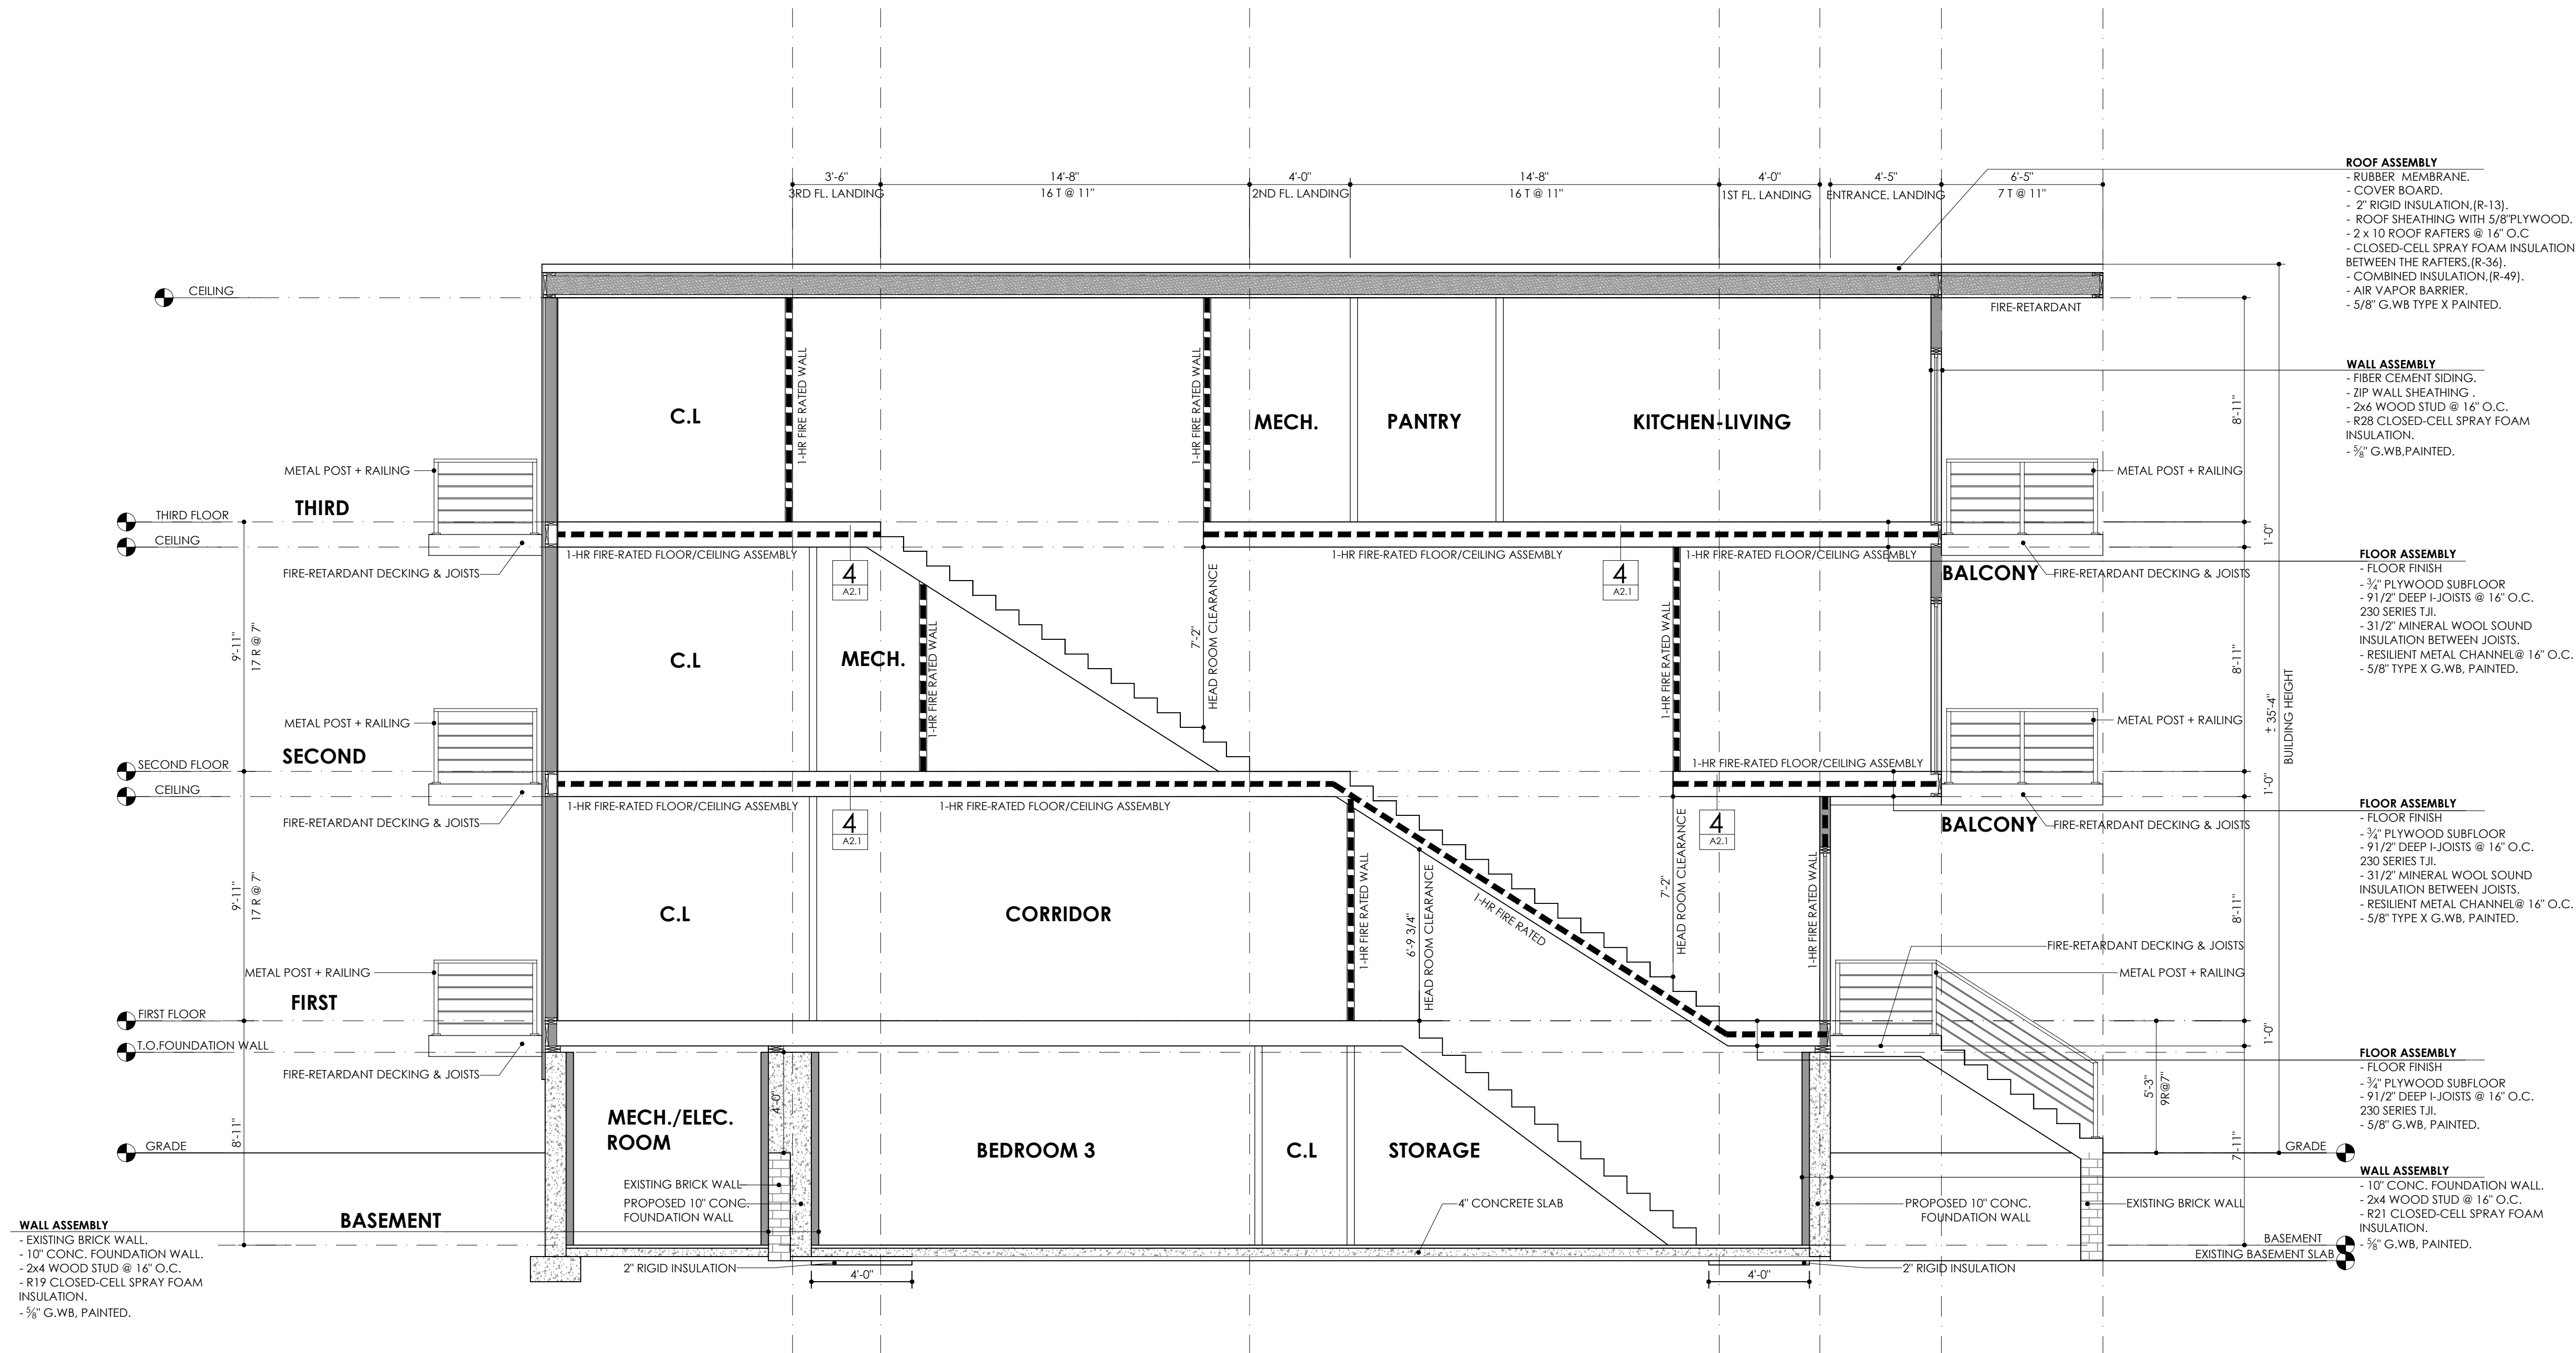 3'-6"
3RD FL. LANDING
14'-8"
16 T @ 11"
4'-0"
2ND FL. LANDING
14'-8"
16 T @ 11"
4'-0"
1ST FL. LANDING
4'-5"
ENTRANCE. LANDING
6'-5"
7 T @ 11"
ROOF ASSEMBLY
- RUBBER MEMBRANE.
- COVER BOARD.
- 2" RIGID INSULATION,(R-13).
- ROOF SHEATHING WITH 5/8"PLYWOOD.
- 2 x 10 ROOF RAFTERS @ 16" O.C
- CLOSED-CELL SPRAY FOAM INSULATION
BETWEEN THE RAFTERS,(R-36).
- COMBINED INSULATION,(R-49).
- AIR VAPOR BARRIER.
- 5/8" G.WB TYPE X PAINTED.
CEILING
FIRE-RETARDANT
1-HR FIRE RATED WALL
1-HR FIRE RATED WALL
C.L
MECH.
PANTRY
KITCHEN-LIVING
8'-11"
WALL ASSEMBLY
- FIBER CEMENT SIDING.
- ZIP WALL SHEATHING .
- 2x6 WOOD STUD @ 16" O.C.
- R28 CLOSED-CELL SPRAY FOAM
INSULATION.
- ⅝" G.WB,PAINTED.
METAL POST + RAILING
METAL POST + RAILING
THIRD
THIRD FLOOR
CEILING
1'-0"
1-HR FIRE-RATED FLOOR/CEILING ASSEMBLY
1-HR FIRE-RATED FLOOR/CEILING ASSEMBLY
1-HR FIRE-RATED FLOOR/CEILING ASSEMBLY
FIRE-RETARDANT DECKING & JOISTS
4
A2.1
4
A2.1
BALCONY
FIRE-RETARDANT DECKING & JOISTS
FLOOR ASSEMBLY
- FLOOR FINISH
- ¾" PLYWOOD SUBFLOOR
- 91/2" DEEP I-JOISTS @ 16" O.C.
230 SERIES TJI.
- 31/2" MINERAL WOOL SOUND
INSULATION BETWEEN JOISTS.
- RESILIENT METAL CHANNEL@ 16" O.C.
- 5/8" TYPE X G.WB, PAINTED.
9'-11"
17 R @ 7"
C.L
MECH.
1-HR FIRE RATED WALL
7'-2"
HEAD ROOM CLEARANCE
1-HR FIRE RATED WALL
8'-11"
± 35'-4"
BUILDING HEIGHT
METAL POST + RAILING
METAL POST + RAILING
SECOND
SECOND FLOOR
CEILING
1-HR FIRE-RATED FLOOR/CEILING ASSEMBLY
1'-0"
1-HR FIRE-RATED FLOOR/CEILING ASSEMBLY
1-HR FIRE-RATED FLOOR/CEILING ASSEMBLY
FIRE-RETARDANT DECKING & JOISTS
4
A2.1
4
A2.1
BALCONY
FIRE-RETARDANT DECKING & JOISTS
FLOOR ASSEMBLY
- FLOOR FINISH
- ¾" PLYWOOD SUBFLOOR
- 91/2" DEEP I-JOISTS @ 16" O.C.
230 SERIES TJI.
- 31/2" MINERAL WOOL SOUND
INSULATION BETWEEN JOISTS.
- RESILIENT METAL CHANNEL@ 16" O.C.
- 5/8" TYPE X G.WB, PAINTED.
9'-11"
17 R @ 7"
C.L
CORRIDOR
1-HR FIRE RATED WALL
6'-9 3/4"
HEAD ROOM CLEARANCE
1-HR FIRE RATED
7'-2"
HEAD ROOM CLEARANCE
1-HR FIRE RATED WALL
8'-11"
FIRE-RETARDANT DECKING & JOISTS
METAL POST + RAILING
METAL POST + RAILING
FIRST
FIRST FLOOR
T.O.FOUNDATION WALL
1'-0"
FIRE-RETARDANT DECKING & JOISTS
FLOOR ASSEMBLY
- FLOOR FINISH
- ¾" PLYWOOD SUBFLOOR
- 91/2" DEEP I-JOISTS @ 16" O.C.
230 SERIES TJI.
- 5/8" G.WB, PAINTED.
5'-3"
9R@7"
4'-0"
8'-11"
7'-11"
GRADE
GRADE
MECH./ELEC.
ROOM
BEDROOM 3
C.L
STORAGE
EXISTING BRICK WALL
PROPOSED 10" CONC.
FOUNDATION WALL
4" CONCRETE SLAB
PROPOSED 10" CONC.
FOUNDATION WALL
EXISTING BRICK WALL
WALL ASSEMBLY
- 10" CONC. FOUNDATION WALL.
- 2x4 WOOD STUD @ 16" O.C.
- R21 CLOSED-CELL SPRAY FOAM
INSULATION.
- ⅝" G.WB, PAINTED.
BASEMENT
WALL ASSEMBLY
- EXISTING BRICK WALL.
- 10" CONC. FOUNDATION WALL.
- 2x4 WOOD STUD @ 16" O.C.
- R19 CLOSED-CELL SPRAY FOAM
INSULATION.
- ⅝" G.WB, PAINTED.
BASEMENT
EXISTING BASEMENT SLAB
2" RIGID INSULATION
4'-0"
4'-0"
2" RIGID INSULATION